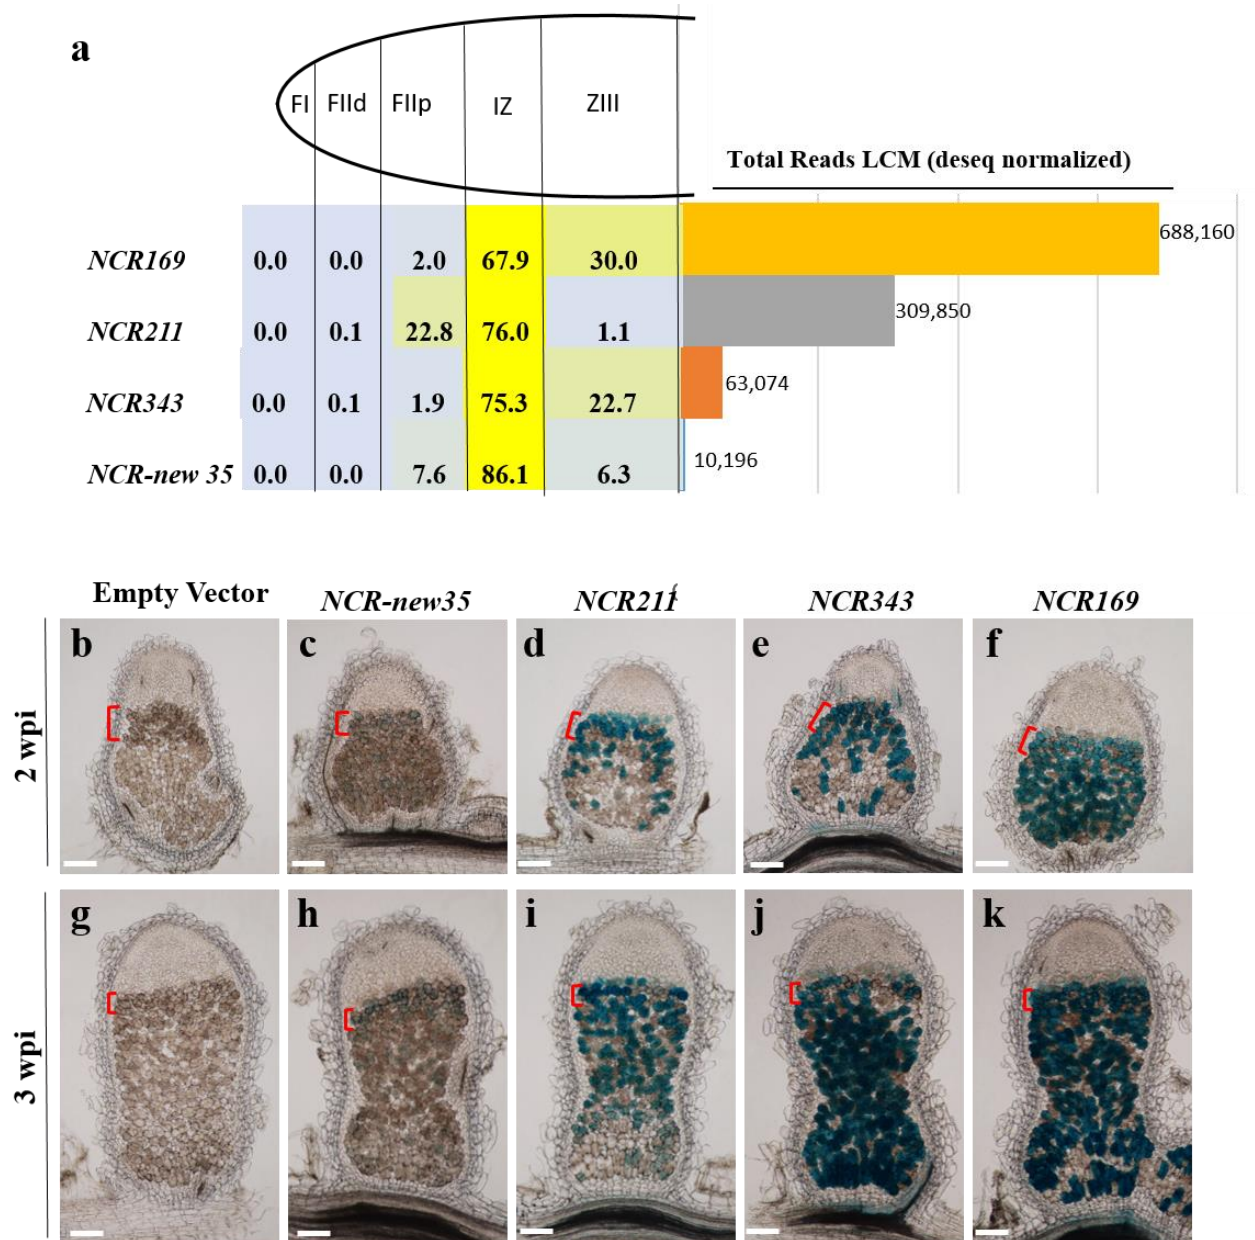 a
FI FIId FIIp IZ ZIII
Total Reads LCM (deseq normalized)
NCR169 0.0 0.0 2.0 67.9 30.0 688,160
NCR211 0.0 0.1 22.8 76.0 1.1 309,850
NCR343 0.0 0.1 1.9 75.3 22.7 63,074
NCR-new 35 0.0 0.0 7.6 86.1 6.3 10,196
Empty Vector NCR-new35 NCR211 NCR343 NCR169
2 wpi
b c d e f
3 wpi
g h i j k